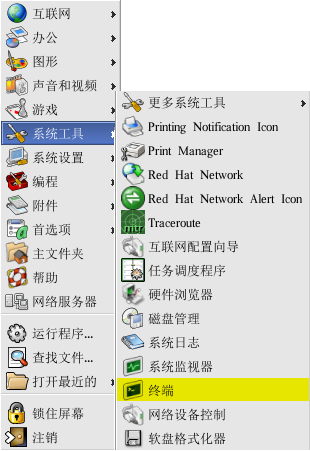 互联网
办公
图形
声音和视频
游戏
系统工具
系统设置
编程
附件
首选项
主文件夹
帮助
网络服务器
运行程序...
查找文件...
打开最近的
锁住屏幕
注销
更多系统工具
Printing Notification Icon
Print Manager
Red Hat Network
Red Hat Network Alert Icon
mtr Traceroute
互联网配置向导
任务调度程序
硬件浏览器
磁盘管理
系统日志
系统监视器
终端
网络设备控制
软盘格式化器